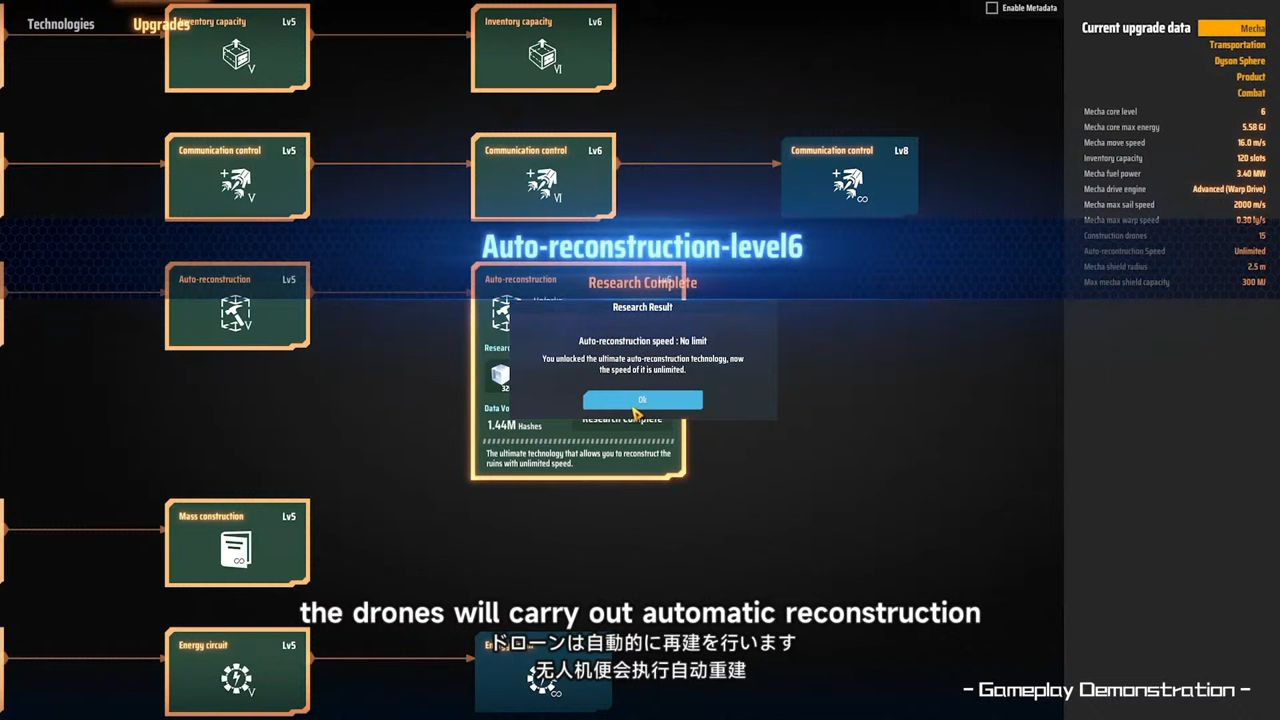 Technologies
Upgrades
Inventory capacity Lv5
Inventory capacity Lv6
Enable Metadata
Current upgrade data
Mecha
Transportation
Dyson Sphere
Product
Combat
Mecha core level 6
Mecha core max energy 5.58 GJ
Mecha move speed 16.0 m/s
Inventory capacity 120 slots
Mecha fuel power 3.40 MW
Mecha drive engine Advanced (Warp Drive)
Mecha max sail speed 2000 m/s
Mecha max warp speed 0.30 ly/s
Construction drones 15
Auto-reconstruction Speed Unlimited
Mecha shield radius 2.5 m
Max mecha shield capacity 300 MJ
Communication control Lv5
Communication control Lv6
Communication control Lv8
Auto-reconstruction-level6
Research Complete
Auto-reconstruction Lv5
Auto-reconstruction
Research Result
Auto-reconstruction speed : No limit
You unlocked the ultimate auto-reconstruction technology, now
the speed of it is unlimited.
Ok
1.44M Hashes
Research Complete
The ultimate technology that allows you to reconstruct the
ruins with unlimited speed.
Mass construction Lv5
Energy circuit Lv5
the drones will carry out automatic reconstruction
ドローンは自動的に再建を行います
无人机便会执行自动重建
- Gameplay Demonstration -